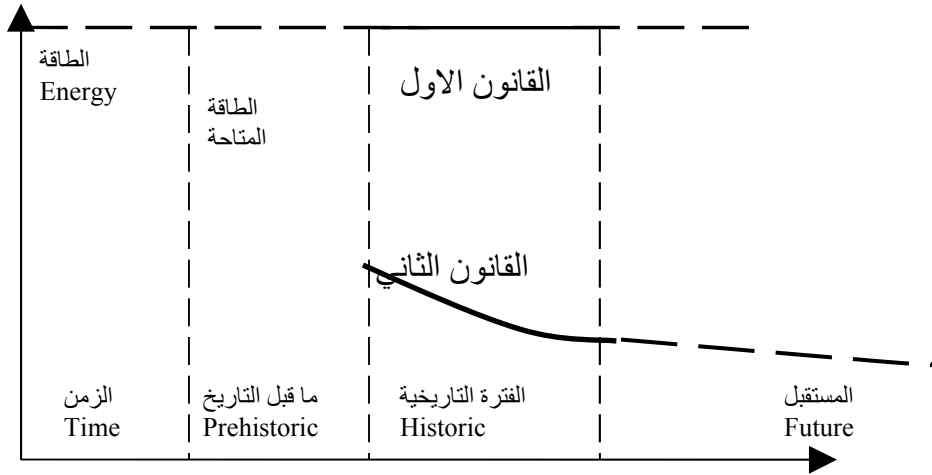 الطاقة
Energy
الطاقة
المتاحة
القانون الاول
القانون الثاني
الزمن
Time
ما قبل التاريخ
Prehistoric
الفترة التاريخية
Historic
المستقبل
Future